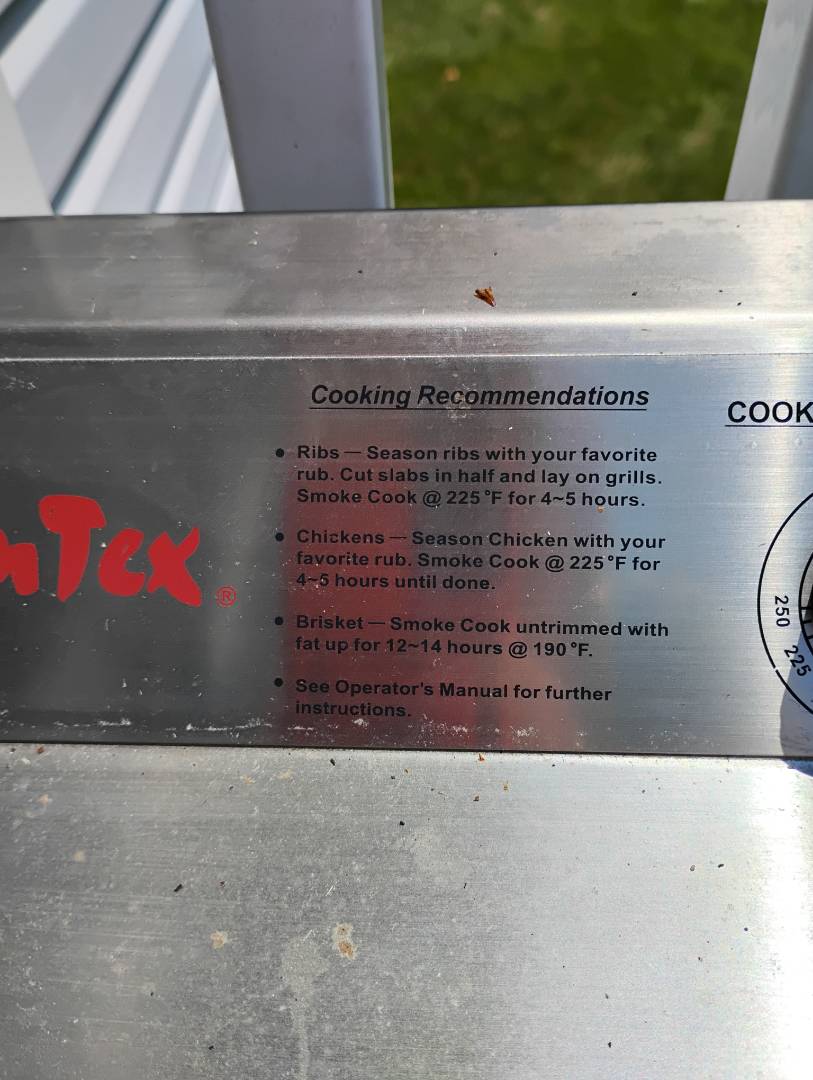 Cooking Recommendations
COOK
• Ribs — Season ribs with your favorite
rub. Cut slabs in half and lay on grills.
Smoke Cook @ 225°F for 4~5 hours.
• Chickens — Season Chicken with your
favorite rub. Smoke Cook @ 225°F for
4~5 hours until done.
• Brisket — Smoke Cook untrimmed with
fat up for 12~14 hours @ 190°F.
• See Operator's Manual for further
instructions.
nTex®
250
225